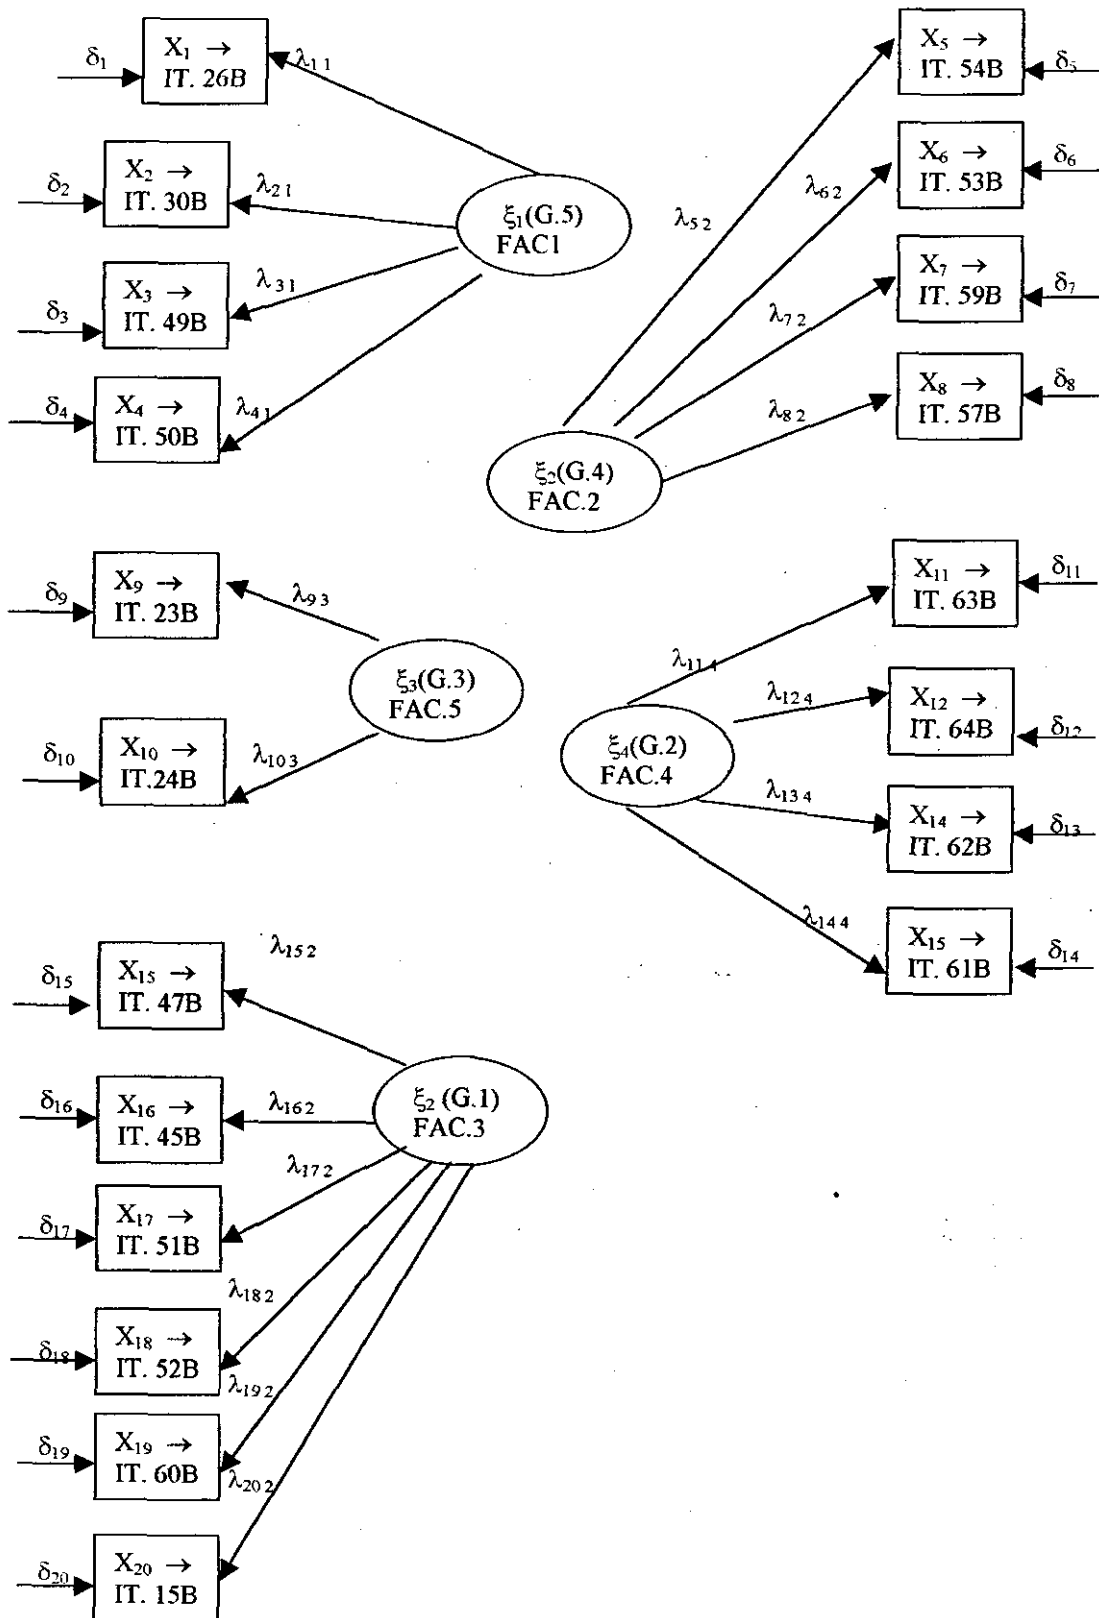 δ₁
X₁ →
IT. 26B
λ₁₁
δ₂
X₂ →
IT. 30B
λ₂₁
ξ₁(G.5)
FAC1
δ₃
X₃ →
IT. 49B
λ₃₁
δ₄
X₄ →
IT. 50B
λ₄₁
X₅ →
IT. 54B
δ₅
λ₅₂
X₆ →
IT. 53B
δ₆
λ₆₂
X₇ →
IT. 59B
δ₇
λ₇₂
X₈ →
IT. 57B
δ₈
λ₈₂
ξ₂(G.4)
FAC.2
δ₉
X₉ →
IT. 23B
λ₉₃
ξ₃(G.3)
FAC.5
δ₁₀
X₁₀ →
IT.24B
λ₁₀₃
X₁₁ →
IT. 63B
δ₁₁
λ₁₁₄
X₁₂ →
IT. 64B
δ₁₂
λ₁₂₄
ξ₄(G.2)
FAC.4
λ₁₃₄
X₁₄ →
IT. 62B
δ₁₃
λ₁₄₄
X₁₅ →
IT. 61B
δ₁₄
δ₁₅
X₁₅ →
IT. 47B
λ₁₅₂
δ₁₆
X₁₆ →
IT. 45B
λ₁₆₂
ξ₂ (G.1)
FAC.3
δ₁₇
X₁₇ →
IT. 51B
λ₁₇₂
δ₁₈
X₁₈ →
IT. 52B
λ₁₈₂
δ₁₉
X₁₉ →
IT. 60B
λ₁₉₂
δ₂₀
X₂₀ →
IT. 15B
λ₂₀₂